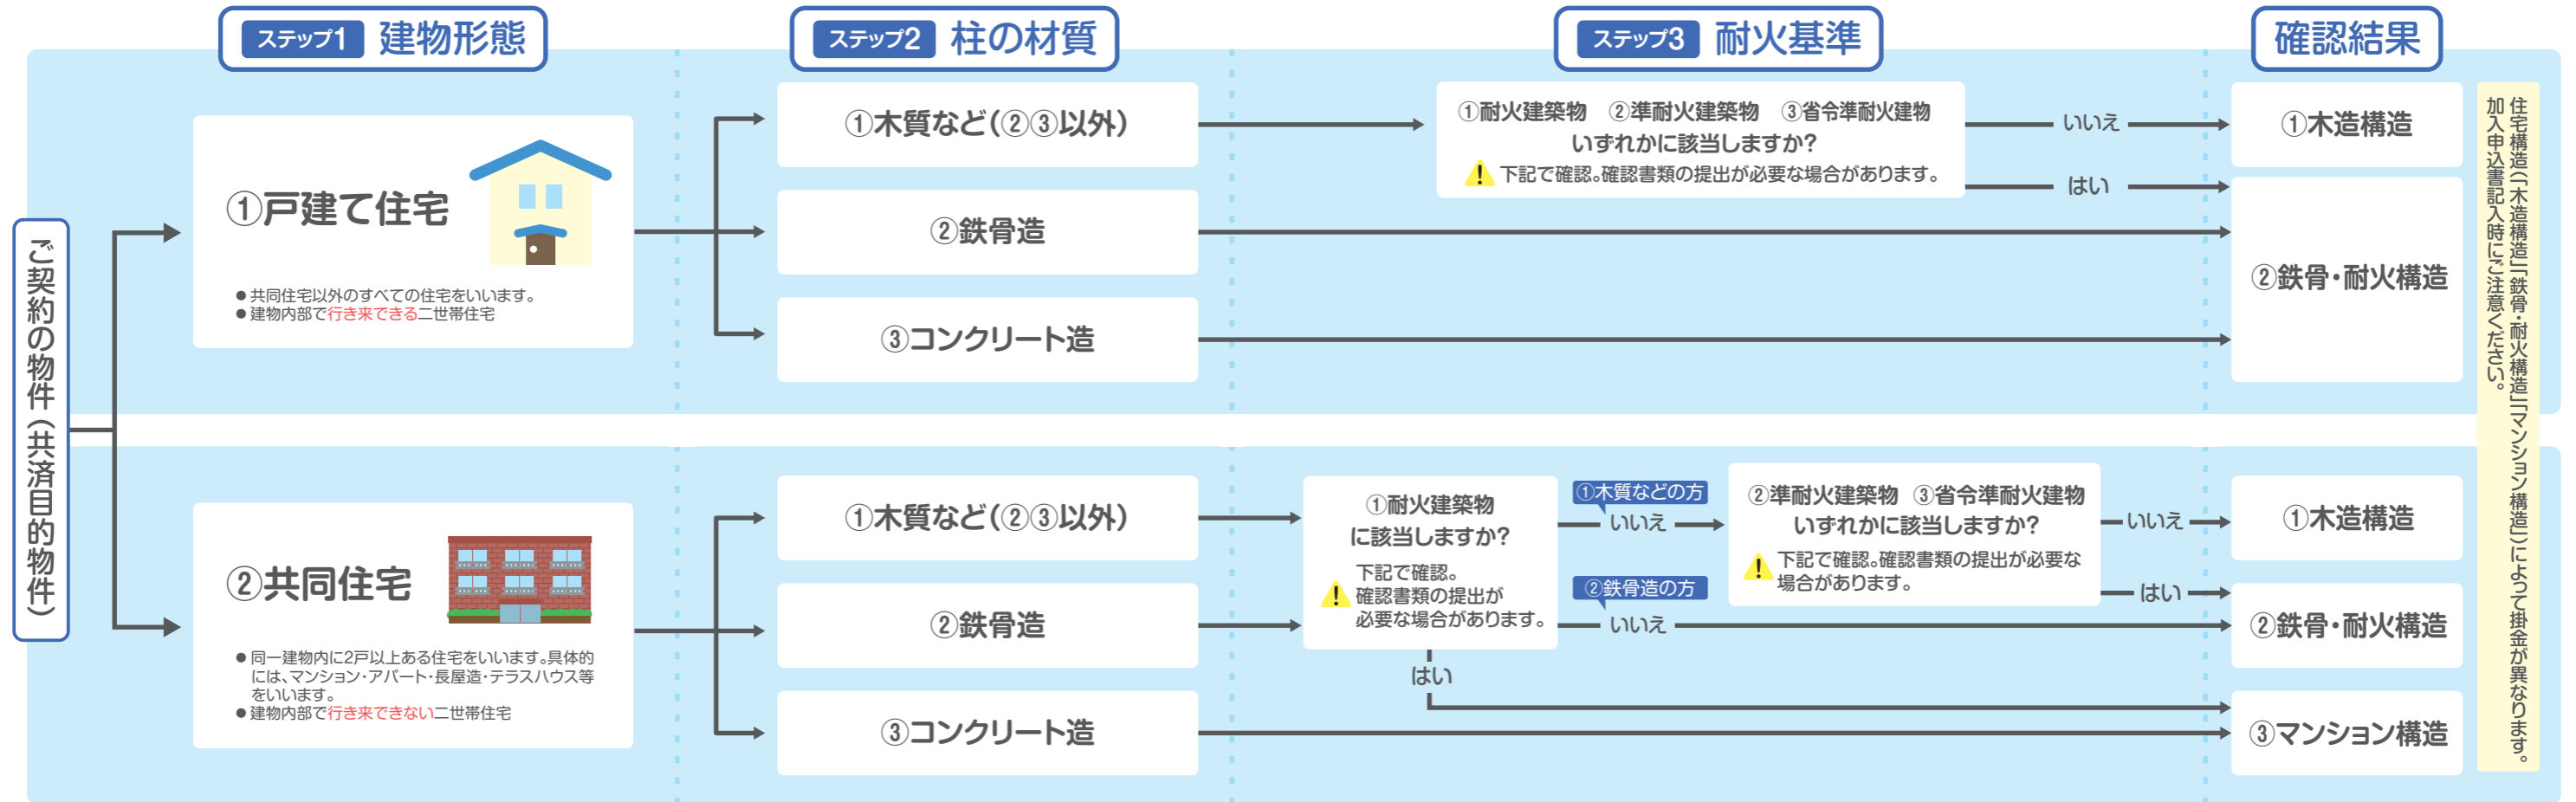 ステップ1 建物形態
ステップ2 柱の材質
ステップ3 耐火基準
確認結果
ご契約の物件（共済目的物件）
①戸建て住宅
●共同住宅以外のすべての住宅をいいます。
●建物内部で行き来できる二世帯住宅
①木質など（②③以外）
②鉄骨造
③コンクリート造
①耐火建築物 ②準耐火建築物 ③省令準耐火建物
いずれかに該当しますか?
下記で確認。確認書類の提出が必要な場合があります。
いいえ
はい
①木造構造
②鉄骨・耐火構造
②共同住宅
●同一建物内に2戸以上ある住宅をいいます。具体的
には、マンション・アパート・長屋造・テラスハウス等
をいいます。
●建物内部で行き来できない二世帯住宅
①木質など（②③以外）
②鉄骨造
③コンクリート造
①耐火建築物
に該当しますか?
下記で確認。
確認書類の提出が
必要な場合があります。
①木質などの方
いいえ
②鉄骨造の方
いいえ
はい
②準耐火建築物 ③省令準耐火建物
いずれかに該当しますか?
下記で確認。確認書類の提出が必要な
場合があります。
いいえ
はい
①木造構造
②鉄骨・耐火構造
③マンション構造
住宅構造（「木造構造」「鉄骨・耐火構造」「マンション構造」）によって掛金が異なります。
加入申込書記入時にご注意ください。